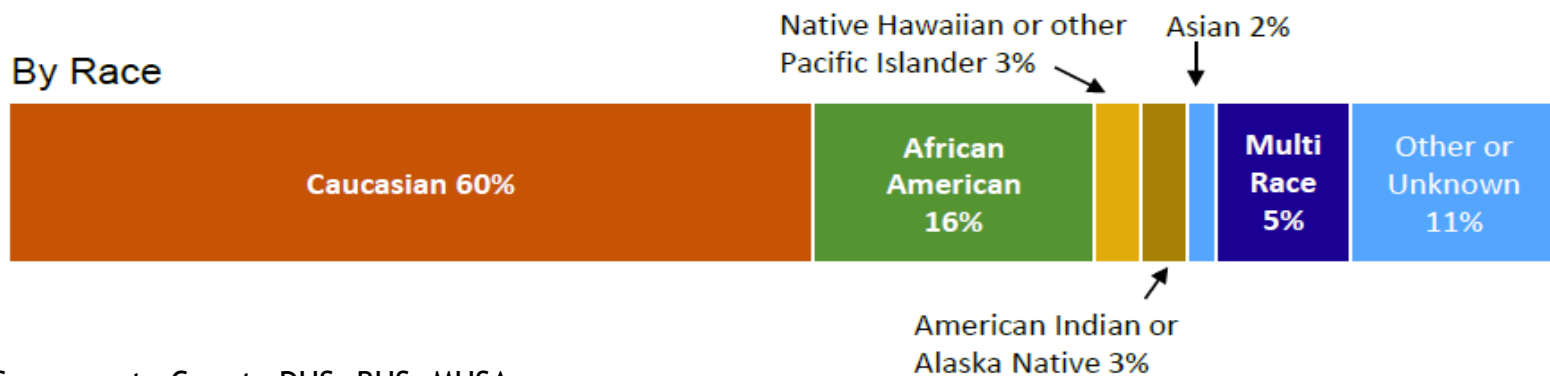 Native Hawaiian or other
Pacific Islander 3%
Asian 2%
By Race
Caucasian 60%
African
American
16%
Multi
Race
5%
Other or
Unknown
11%
American Indian or
Alaska Native 3%